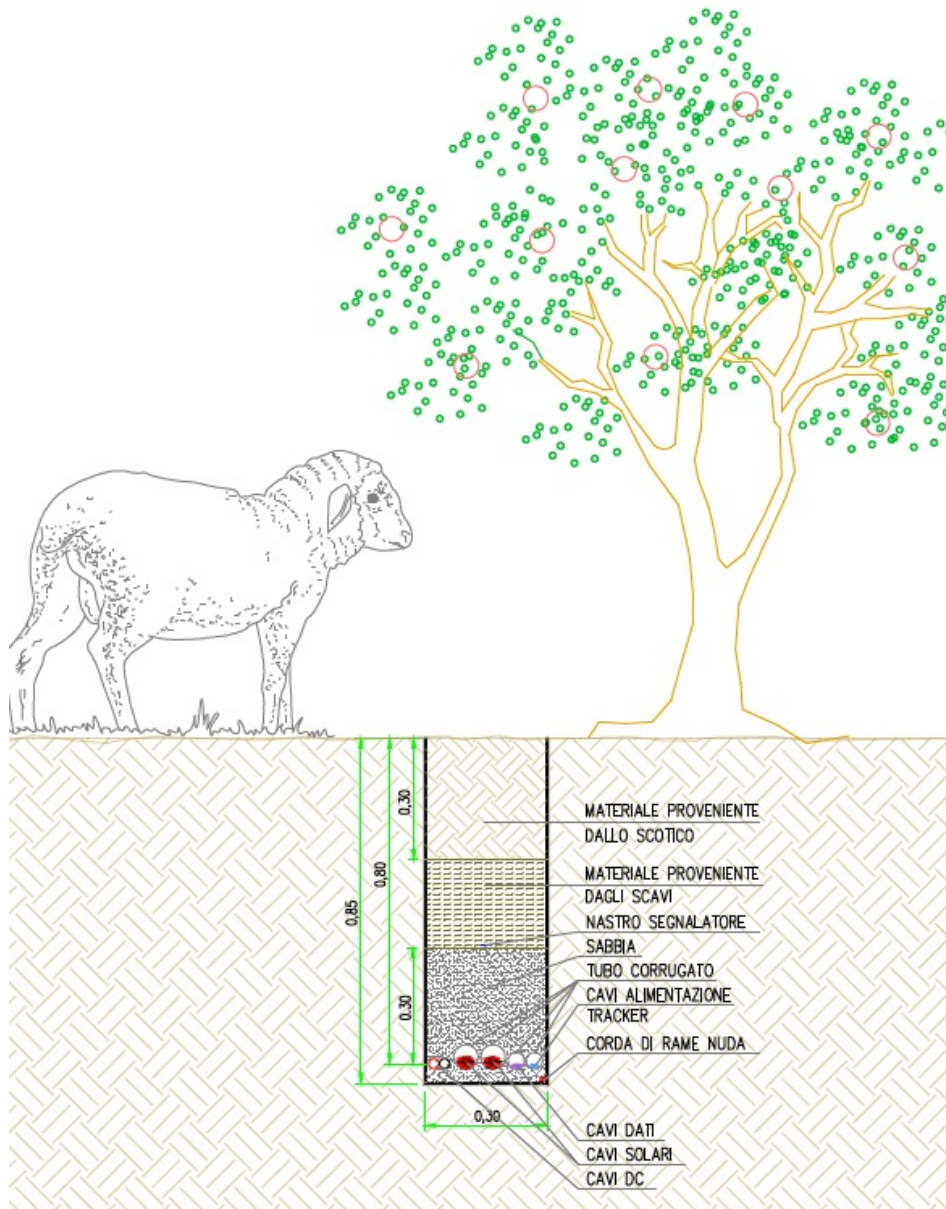 0,30
0,80
0,85
0,30
0,30
MATERIALE PROVENIENTE
DALLO SCOTICO
MATERIALE PROVENIENTE
DAGLI SCAVI
NASTRO SEGNALATORE
SABBIA
TUBO CORRUGATO
CAVI ALIMENTAZIONE
TRACKER
CORDA DI RAME NUDA
CAVI DATI
CAVI SOLARI
CAVI DC